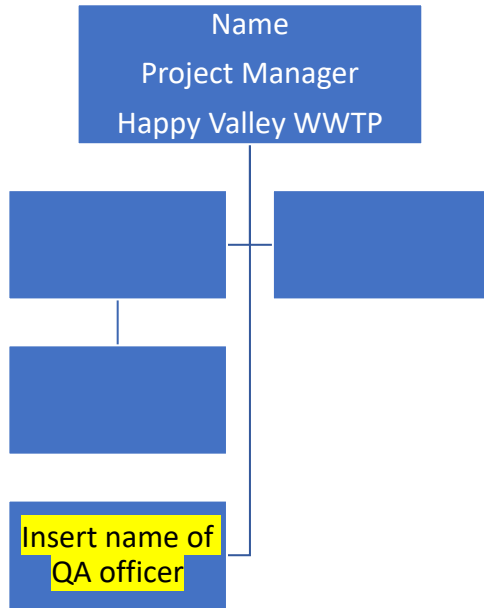 Name
Project Manager
Happy Valley WWTP
Insert name of
QA officer